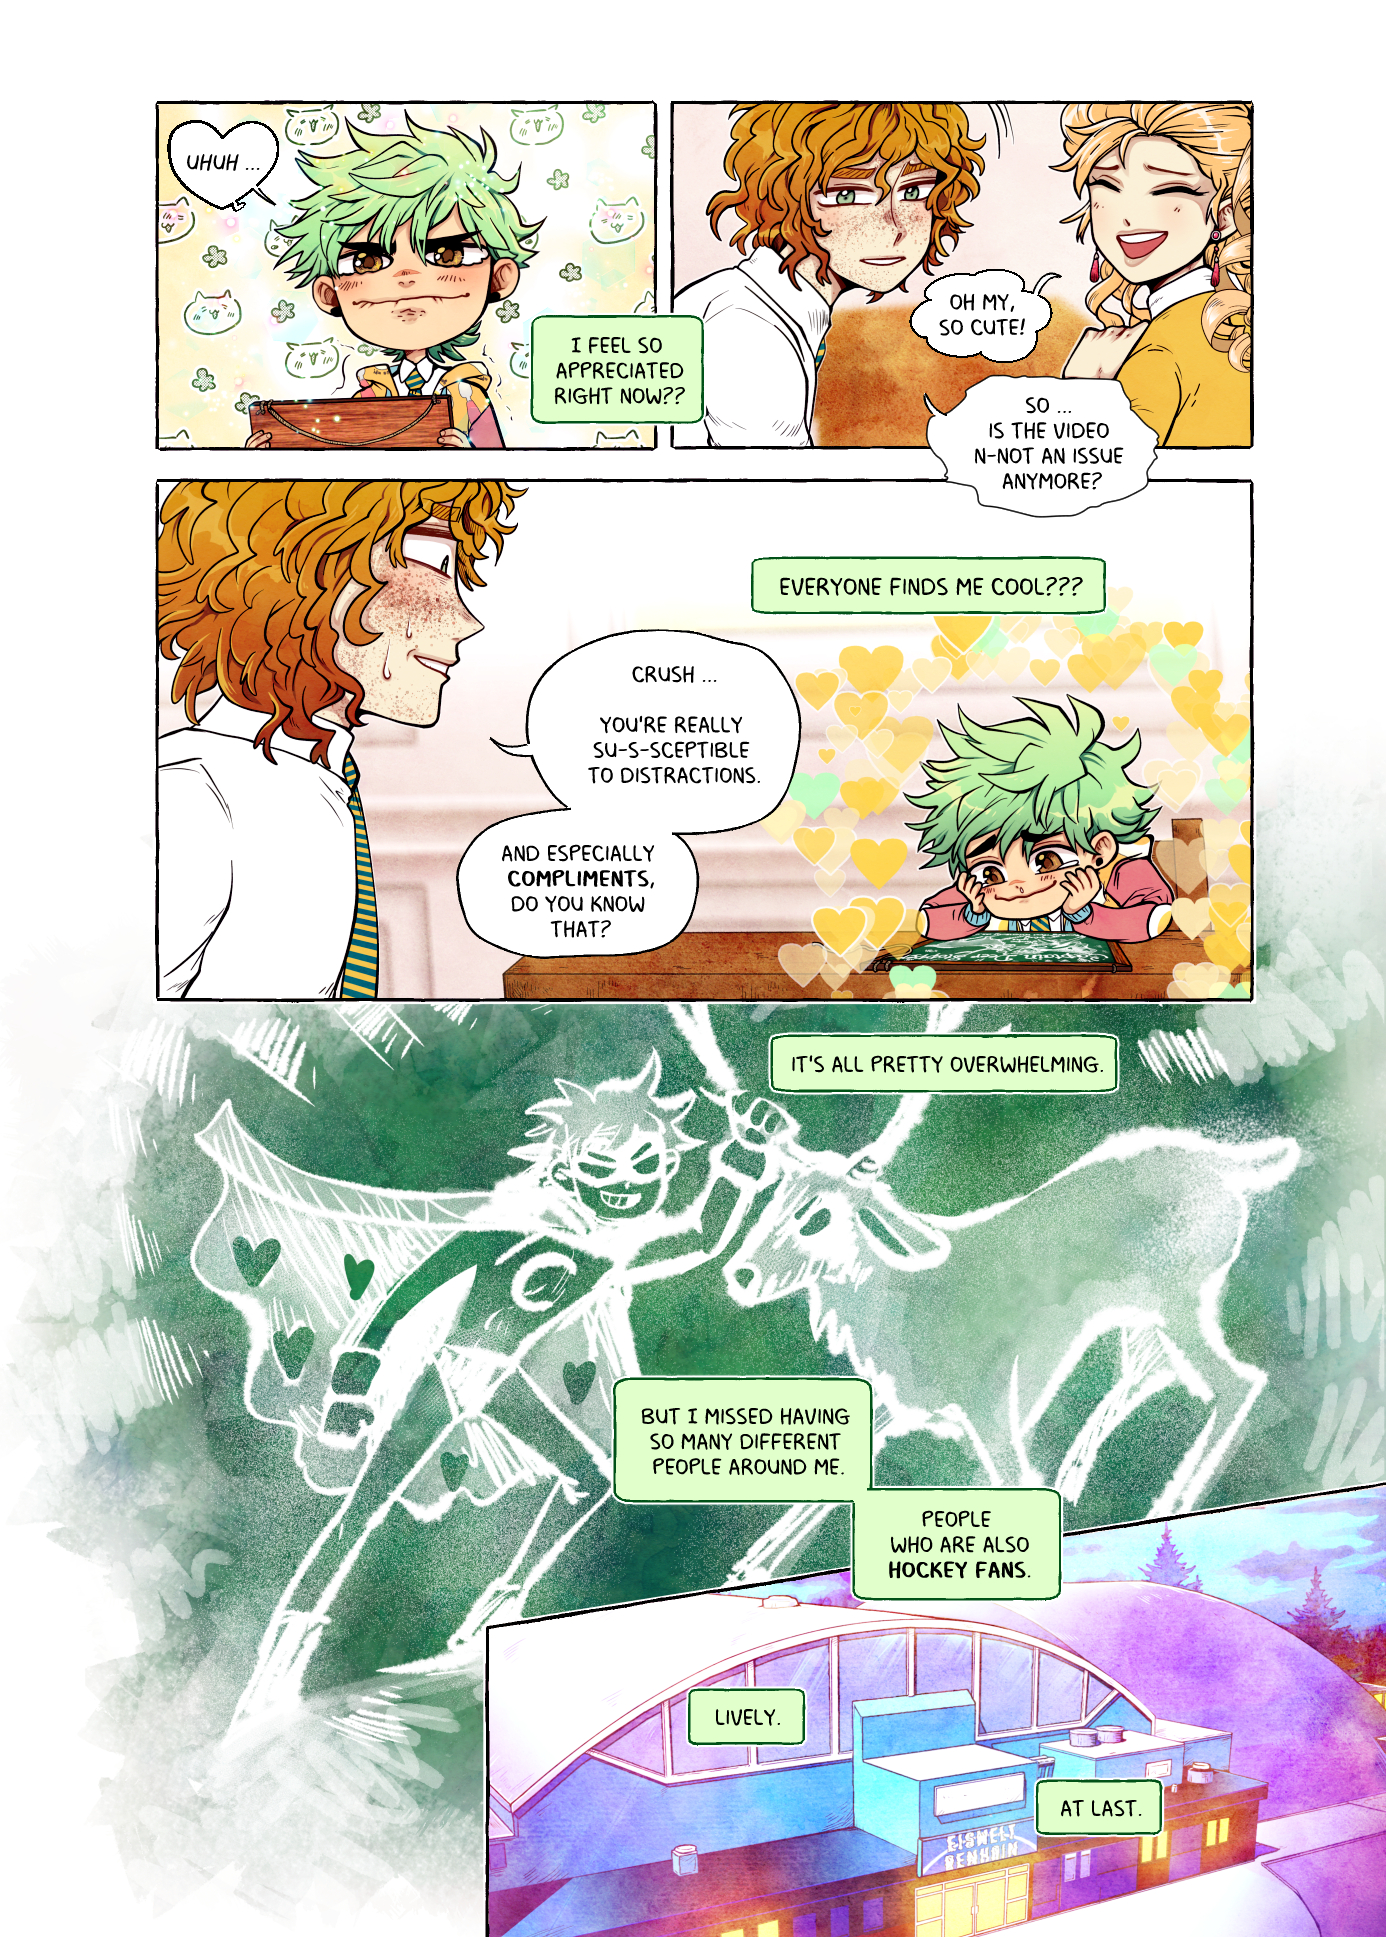 UHUH ...
I FEEL SO
APPRECIATED
RIGHT NOW??
OH MY,
SO CUTE!
SO ...
IS THE VIDEO
N-NOT AN ISSUE
ANYMORE?
EVERYONE FINDS ME COOL???
CRUSH ...
YOU'RE REALLY
SU-S-SCEPTIBLE
TO DISTRACTIONS.
AND ESPECIALLY
COMPLIMENTS,
DO YOU KNOW
THAT?
IT'S ALL PRETTY OVERWHELMING.
BUT I MISSED HAVING
SO MANY DIFFERENT
PEOPLE AROUND ME.
PEOPLE
WHO ARE ALSO
HOCKEY FANS.
LIVELY.
AT LAST.
EISWELT
DENHAIN